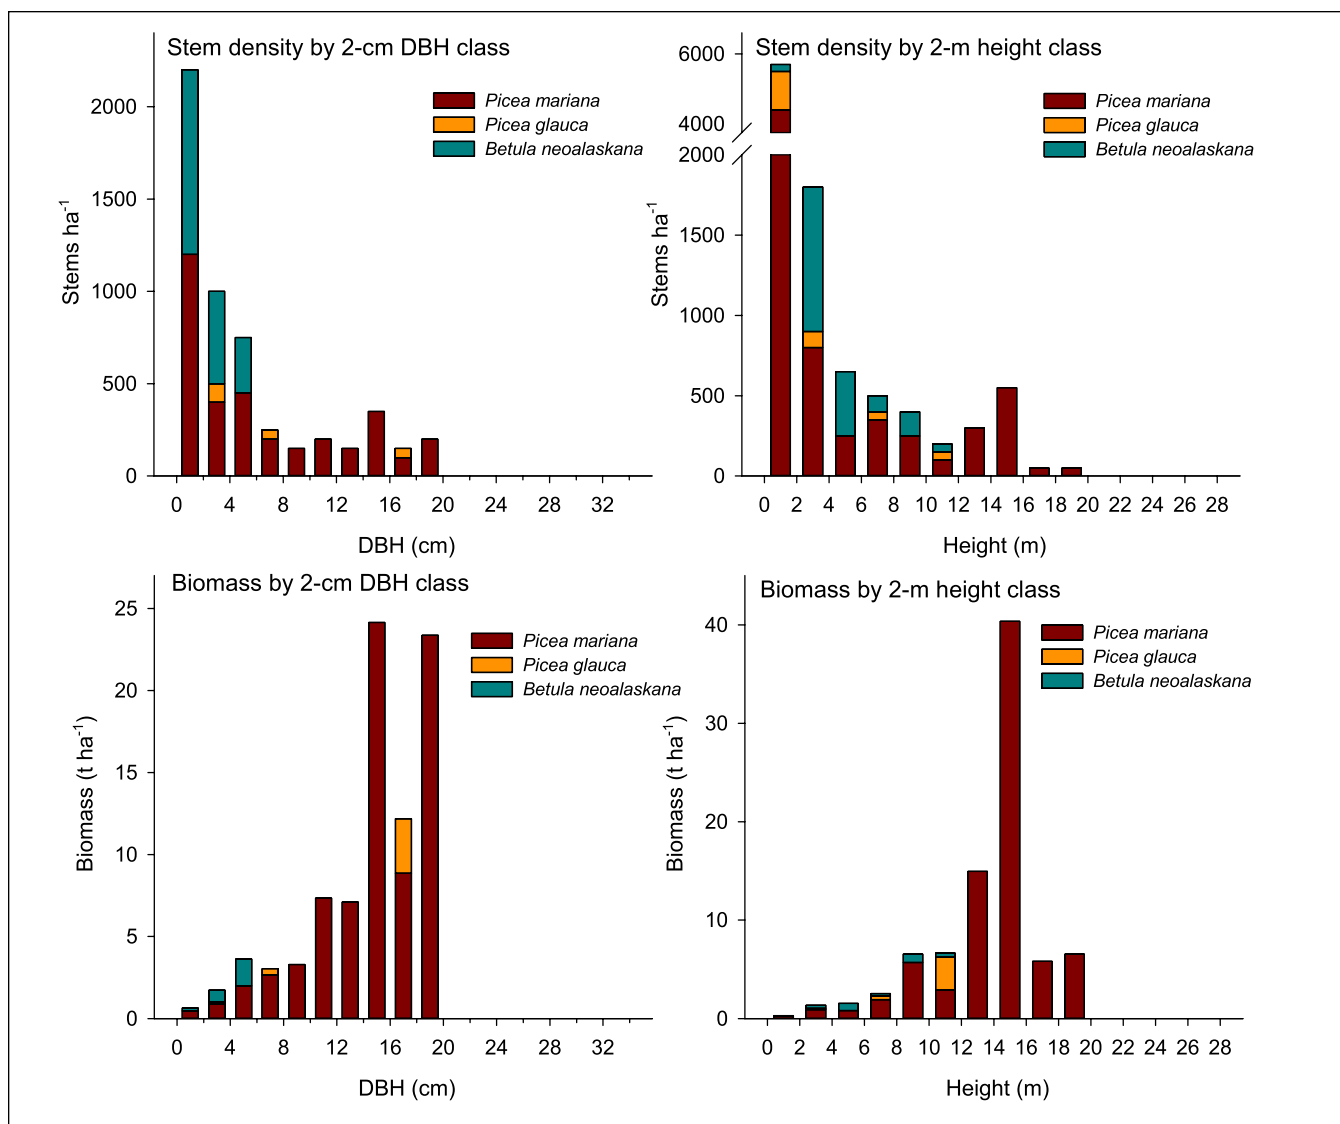 Stem density by 2-cm DBH class
Picea mariana
Picea glauca
Betula neoalaskana
2000
1500
1000
500
0
Stems ha⁻¹
0 4 8 12 16 20 24 28 32
DBH (cm)
Stem density by 2-m height class
Picea mariana
Picea glauca
Betula neoalaskana
6000
4000
2000
1500
1000
500
0
Stems ha⁻¹
0 2 4 6 8 10 12 14 16 18 20 22 24 26 28
Height (m)
Biomass by 2-cm DBH class
Picea mariana
Picea glauca
Betula neoalaskana
25
20
15
10
5
0
Biomass (t ha⁻¹)
0 4 8 12 16 20 24 28 32
DBH (cm)
Biomass by 2-m height class
Picea mariana
Picea glauca
Betula neoalaskana
40
30
20
10
0
Biomass (t ha⁻¹)
0 2 4 6 8 10 12 14 16 18 20 22 24 26 28
Height (m)